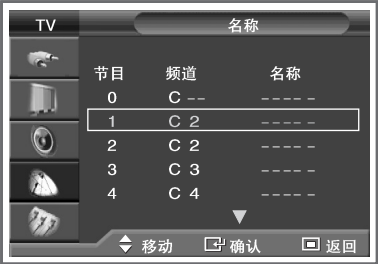 TV 名称
节目 频道 名称
0 C -- -----
1 C 2 -----
2 C 2 -----
3 C 3 -----
4 C 4 -----
移动 确认 返回